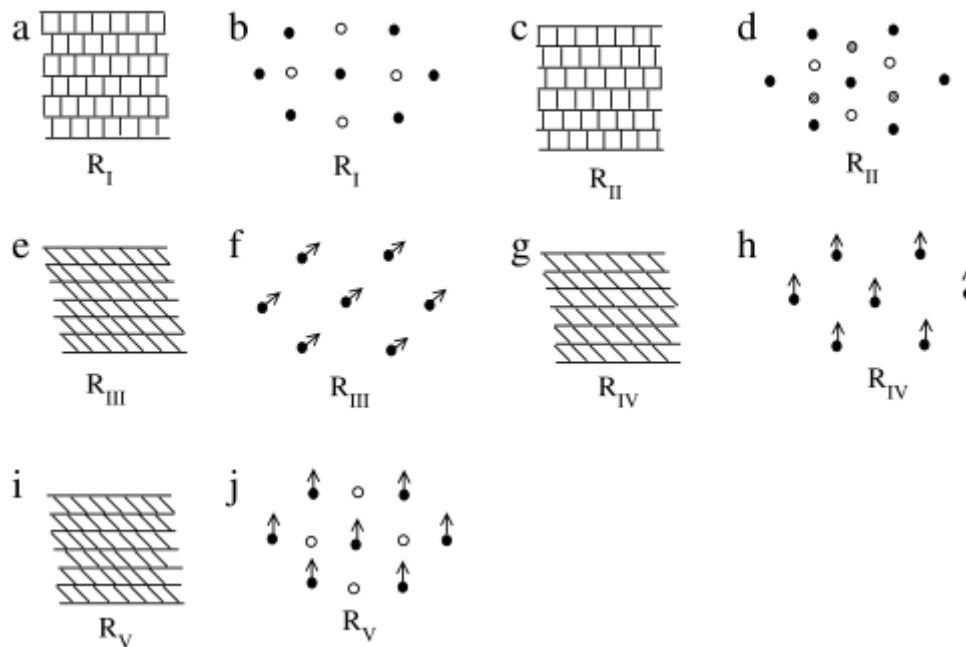 a b c d
R_I R_I R_II R_II
e f g h
R_III R_III R_IV R_IV
i j
R_V R_V